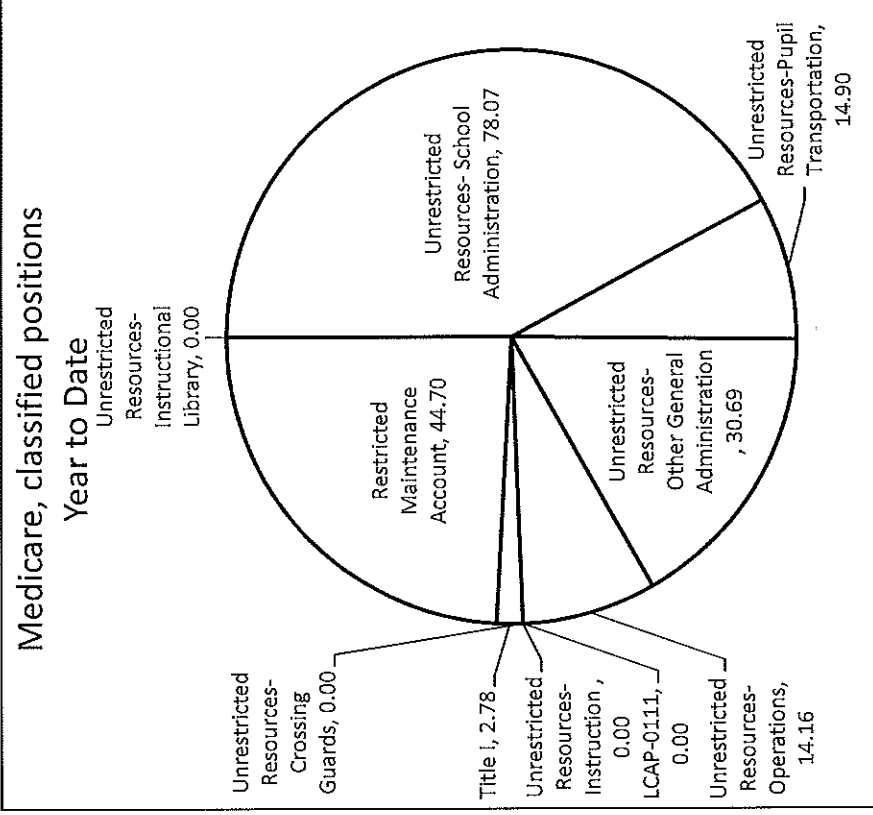 Medicare, classified positions
Year to Date
Unrestricted
Resources-
Instructional
Library, 0.00
Unrestricted
Resources- School
Administration, 78.07
Unrestricted
Resources-Pupil
Transportation,
14.90
Unrestricted
Resources-
Other General
Administration
, 30.69
Unrestricted
Resources-
Operations,
14.16
LCAP-0111,
0.00
Unrestricted
Resources-
Instruction ,
0.00
Title I, 2.78
Unrestricted
Resources-
Crossing
Guards, 0.00
Restricted
Maintenance
Account, 44.70